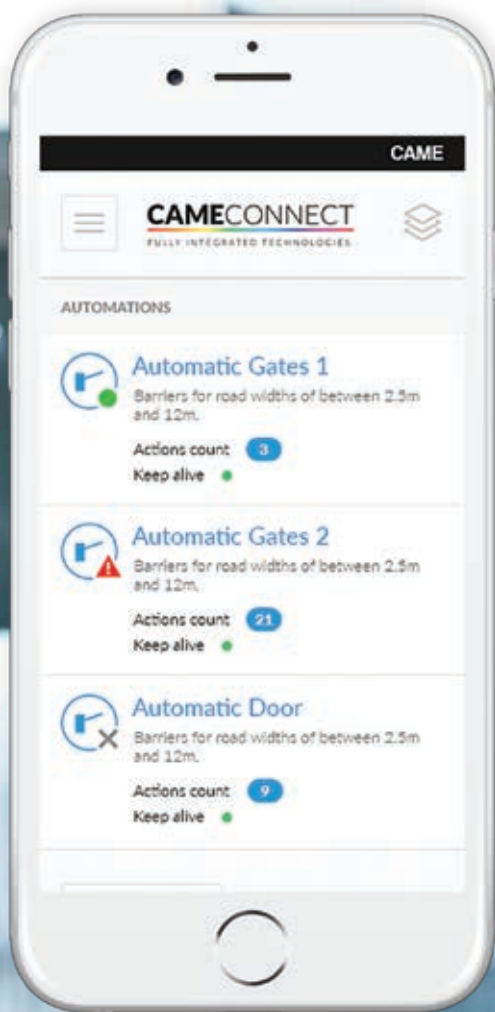 CAME
CAMECONNECT
FULLY INTEGRATED TECHNOLOGIES
AUTOMATIONS
Automatic Gates 1
Barriers for road widths of between 2.5m
and 12m.
Actions count 3
Keep alive
Automatic Gates 2
Barriers for road widths of between 2.5m
and 12m.
Actions count 21
Keep alive
Automatic Door
Barriers for road widths of between 2.5m
and 12m.
Actions count 9
Keep alive